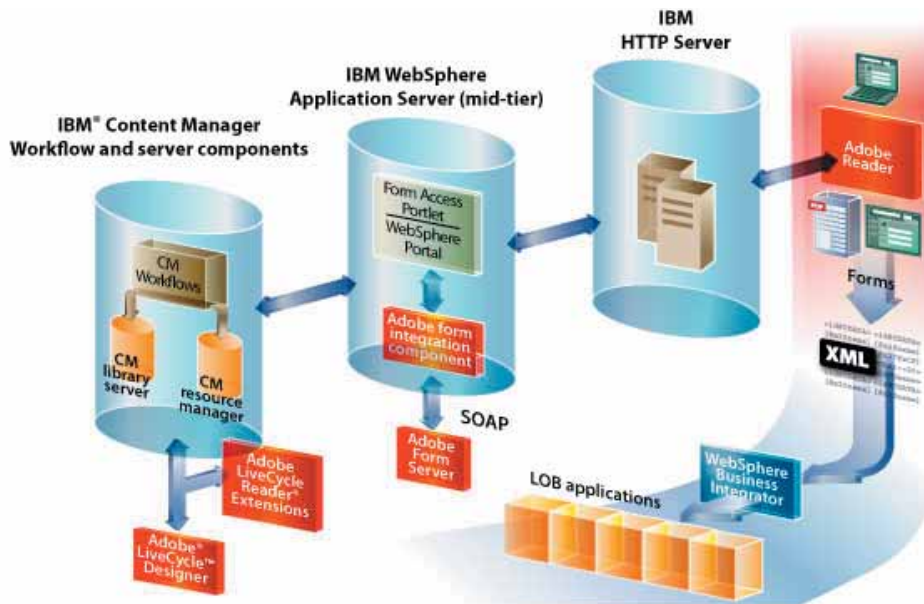 IBM
HTTP Server
IBM WebSphere
Application Server (mid-tier)
IBM® Content Manager
Workflow and server components
Adobe
Reader
Form Access
Portlet
WebSphere
Portal
PDF
CM
Workflows
Forms
Adobe form
integration
component
CM
library
server
CM
resource
manager
XML
SOAP
Adobe
Form
Server
Adobe
LiveCycle
Reader®
Extensions
WebSphere
Business
Integrator
LOB applications
Adobe®
LiveCycle™
Designer